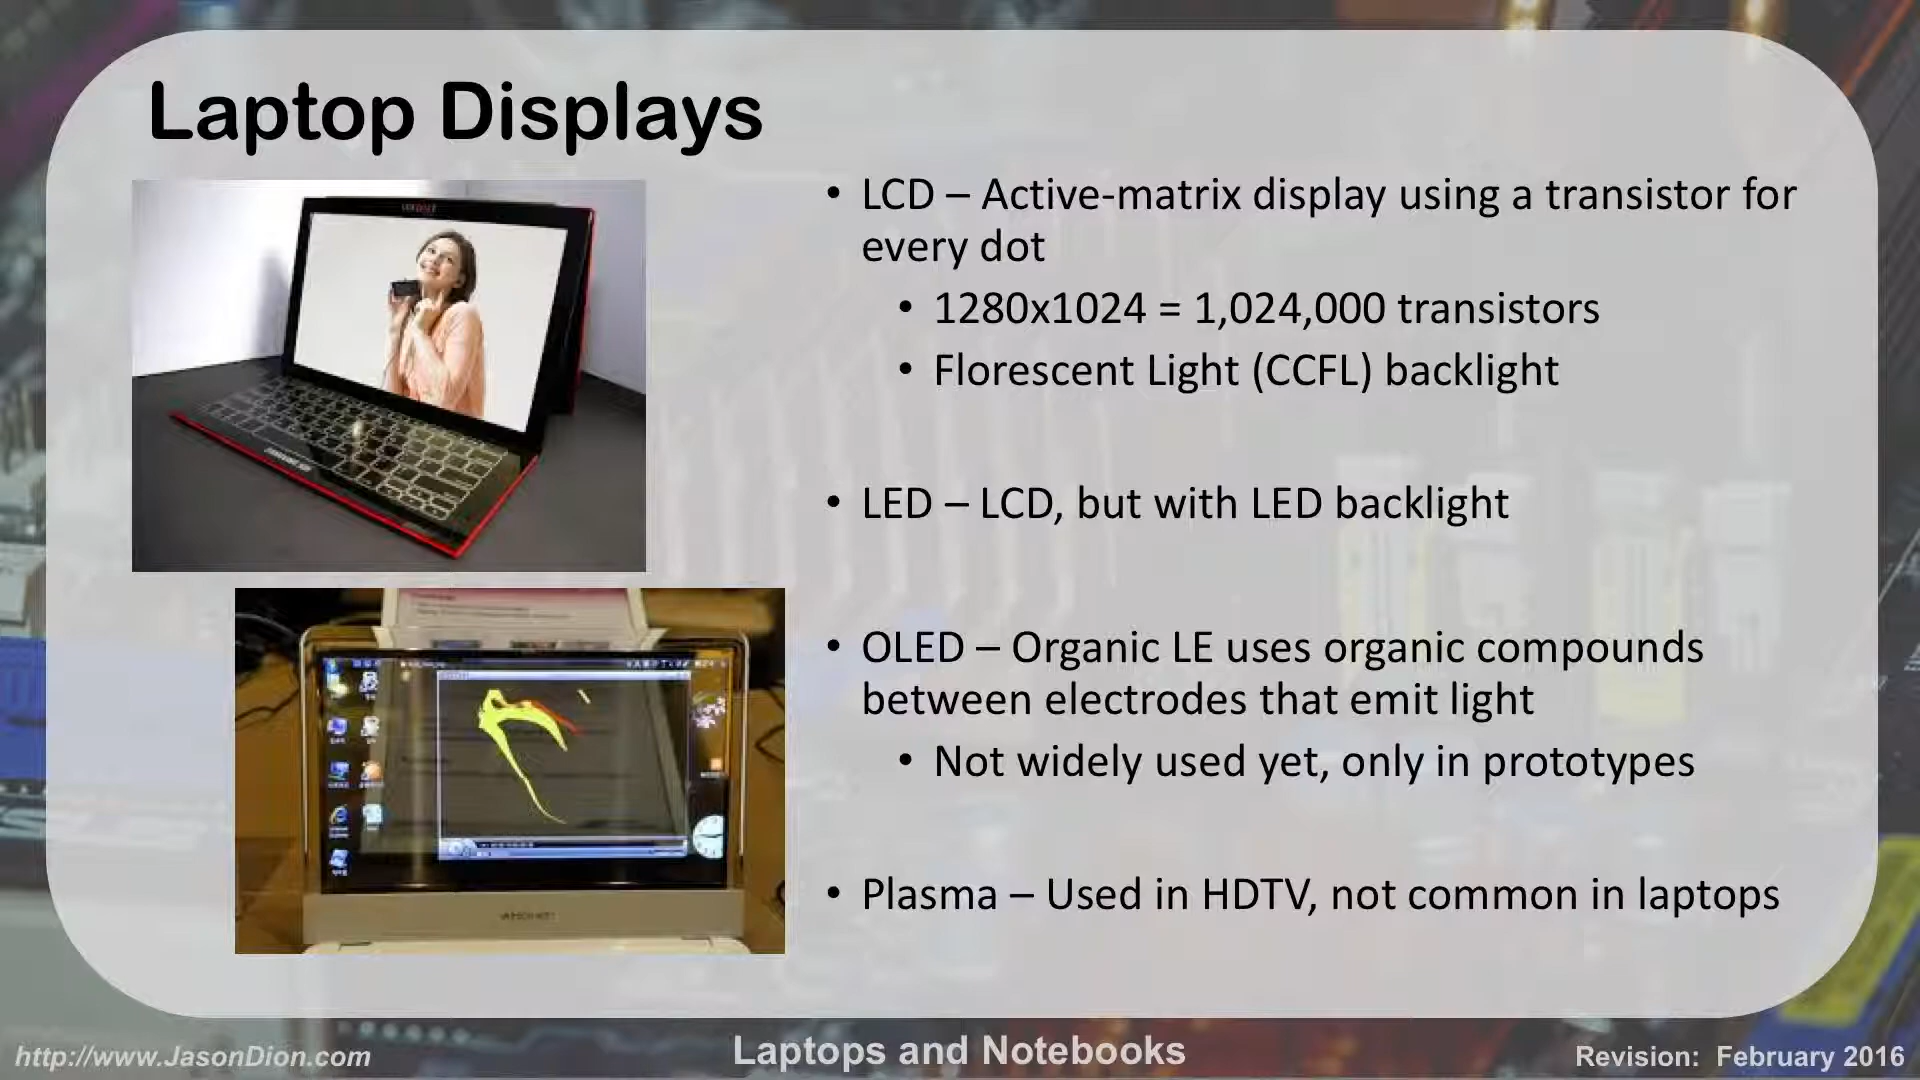 Laptop Displays
• LCD – Active-matrix display using a transistor for
every dot
• 1280x1024 = 1,024,000 transistors
• Florescent Light (CCFL) backlight
• LED – LCD, but with LED backlight
• OLED – Organic LE uses organic compounds
between electrodes that emit light
• Not widely used yet, only in prototypes
• Plasma – Used in HDTV, not common in laptops
http://www.JasonDion.com
Laptops and Notebooks
Revision: February 2016